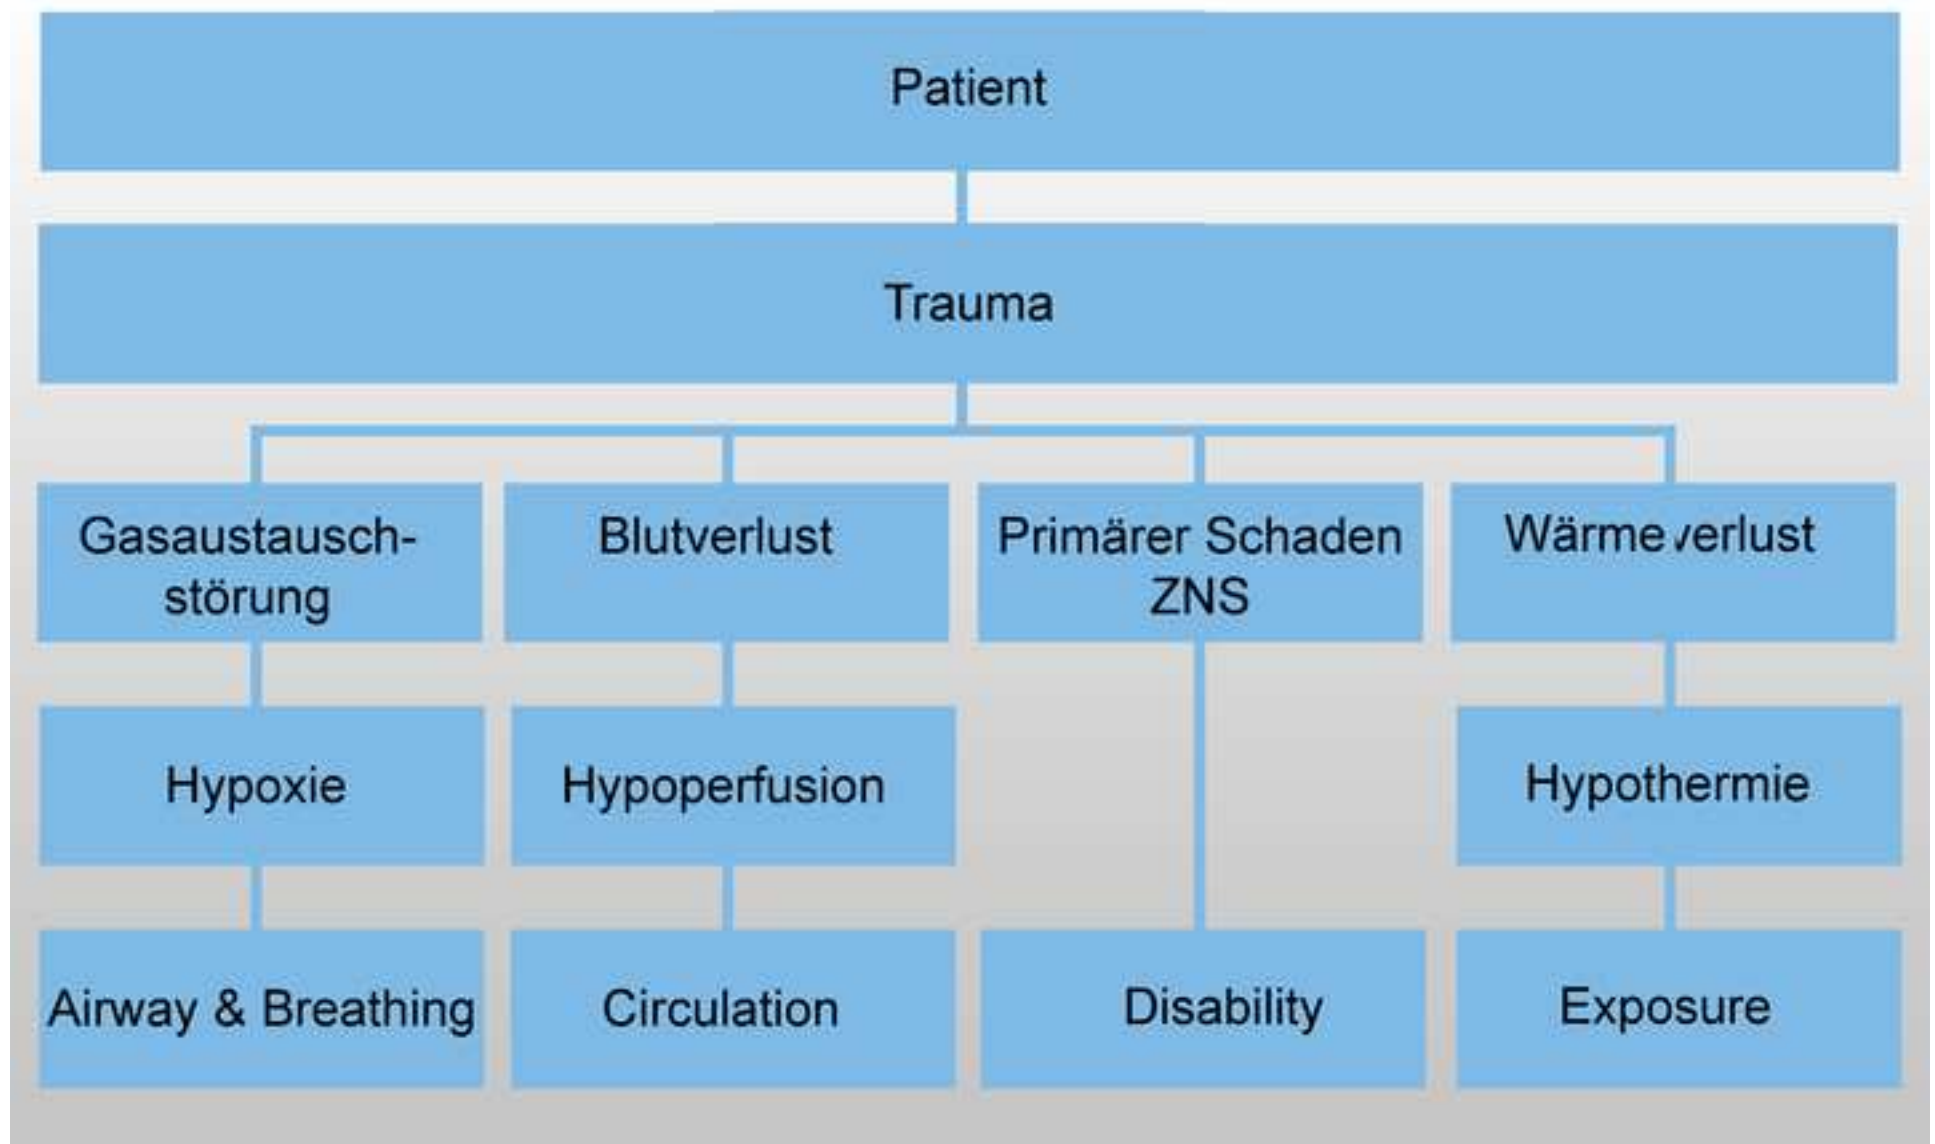 Patient
Trauma
Gasaustausch-
störung
Blutverlust
Primärer Schaden
ZNS
Wärmeverlust
Hypoxie
Hypoperfusion
Hypothermie
Airway & Breathing
Circulation
Disability
Exposure